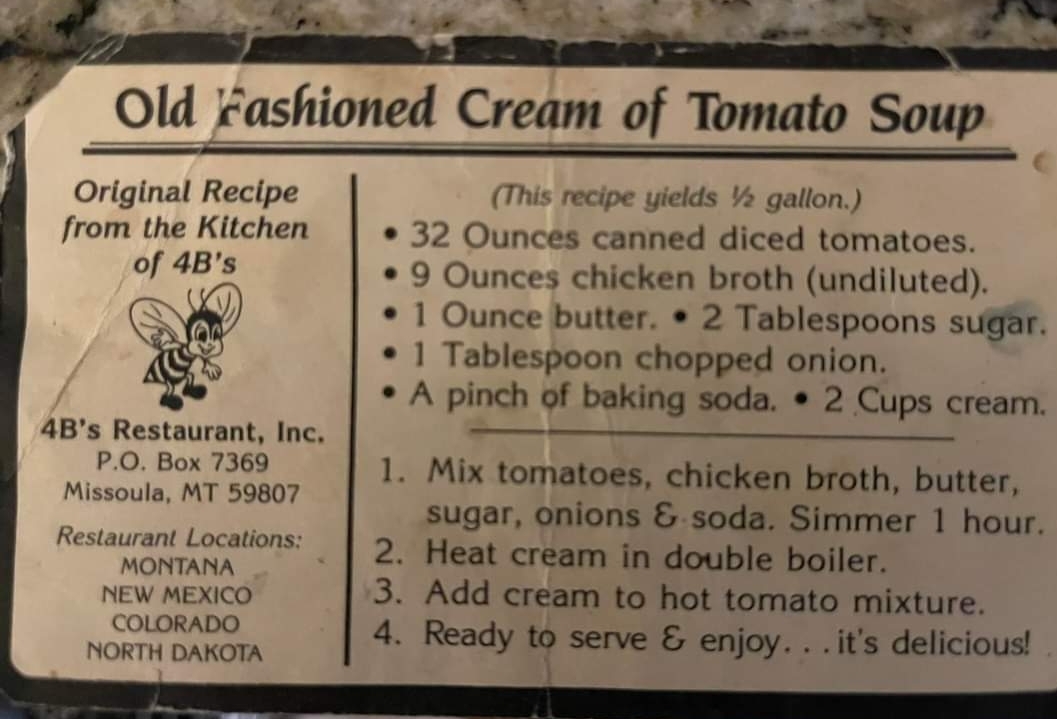 Old Fashioned Cream of Tomato Soup
Original Recipe
from the Kitchen
of 4B's
4B's Restaurant, Inc.
P.O. Box 7369
Missoula, MT 59807
Restaurant Locations:
MONTANA
NEW MEXICO
COLORADO
NORTH DAKOTA
(This recipe yields ½ gallon.)
• 32 Ounces canned diced tomatoes.
• 9 Ounces chicken broth (undiluted).
• 1 Ounce butter. • 2 Tablespoons sugar.
• 1 Tablespoon chopped onion.
• A pinch of baking soda. • 2 Cups cream.
1. Mix tomatoes, chicken broth, butter,
sugar, onions & soda. Simmer 1 hour.
2. Heat cream in double boiler.
3. Add cream to hot tomato mixture.
4. Ready to serve & enjoy. . . it's delicious!